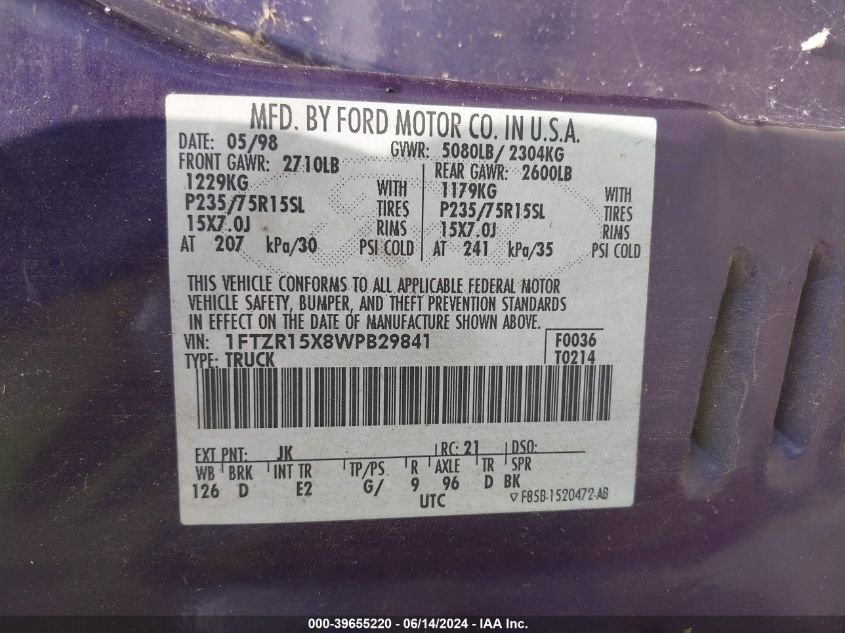 MFD. BY FORD MOTOR CO. IN U.S.A.
DATE: 05/98 GVWR: 5080LB/ 2304KG
FRONT GAWR: 2710LB REAR GAWR: 2600LB
1229KG WITH 1179KG WITH
P235/75R15SL TIRES P235/75R15SL TIRES
15X7.0J RIMS 15X7.0J RIMS
AT 207 kPa/30 PSI COLD AT 241 kPa/35 PSI COLD
THIS VEHICLE CONFORMS TO ALL APPLICABLE FEDERAL MOTOR
VEHICLE SAFETY, BUMPER, AND THEFT PREVENTION STANDARDS
IN EFFECT ON THE DATE OF MANUFACTURE SHOWN ABOVE.
VIN: 1FTZR15X8WPB29841 F0036
TYPE: TRUCK T0214
EXT PNT: JK RC: 21 DSO:
WB BRK INT TR TP/PS R AXLE TR SPR
126 D E2 G/ 9 96 D BK
UTC F85B-1520472-AB
000-39655220 - 06/14/2024 - IAA Inc.